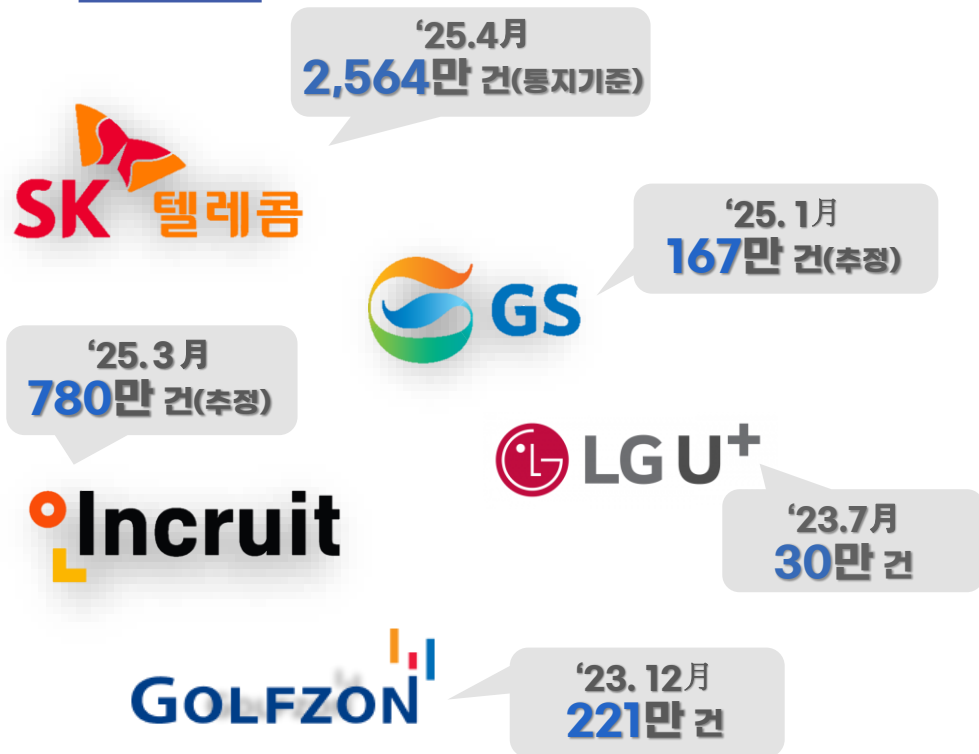 ‘25.4月
2,564만 건(통지기준)
SK 텔레콤
‘25. 1月
167만 건(추정)
GS
‘25. 3 月
780만 건(추정)
LG U+
Incruit
‘23.7月
30만 건
GOLFZON
‘23. 12月
221만 건